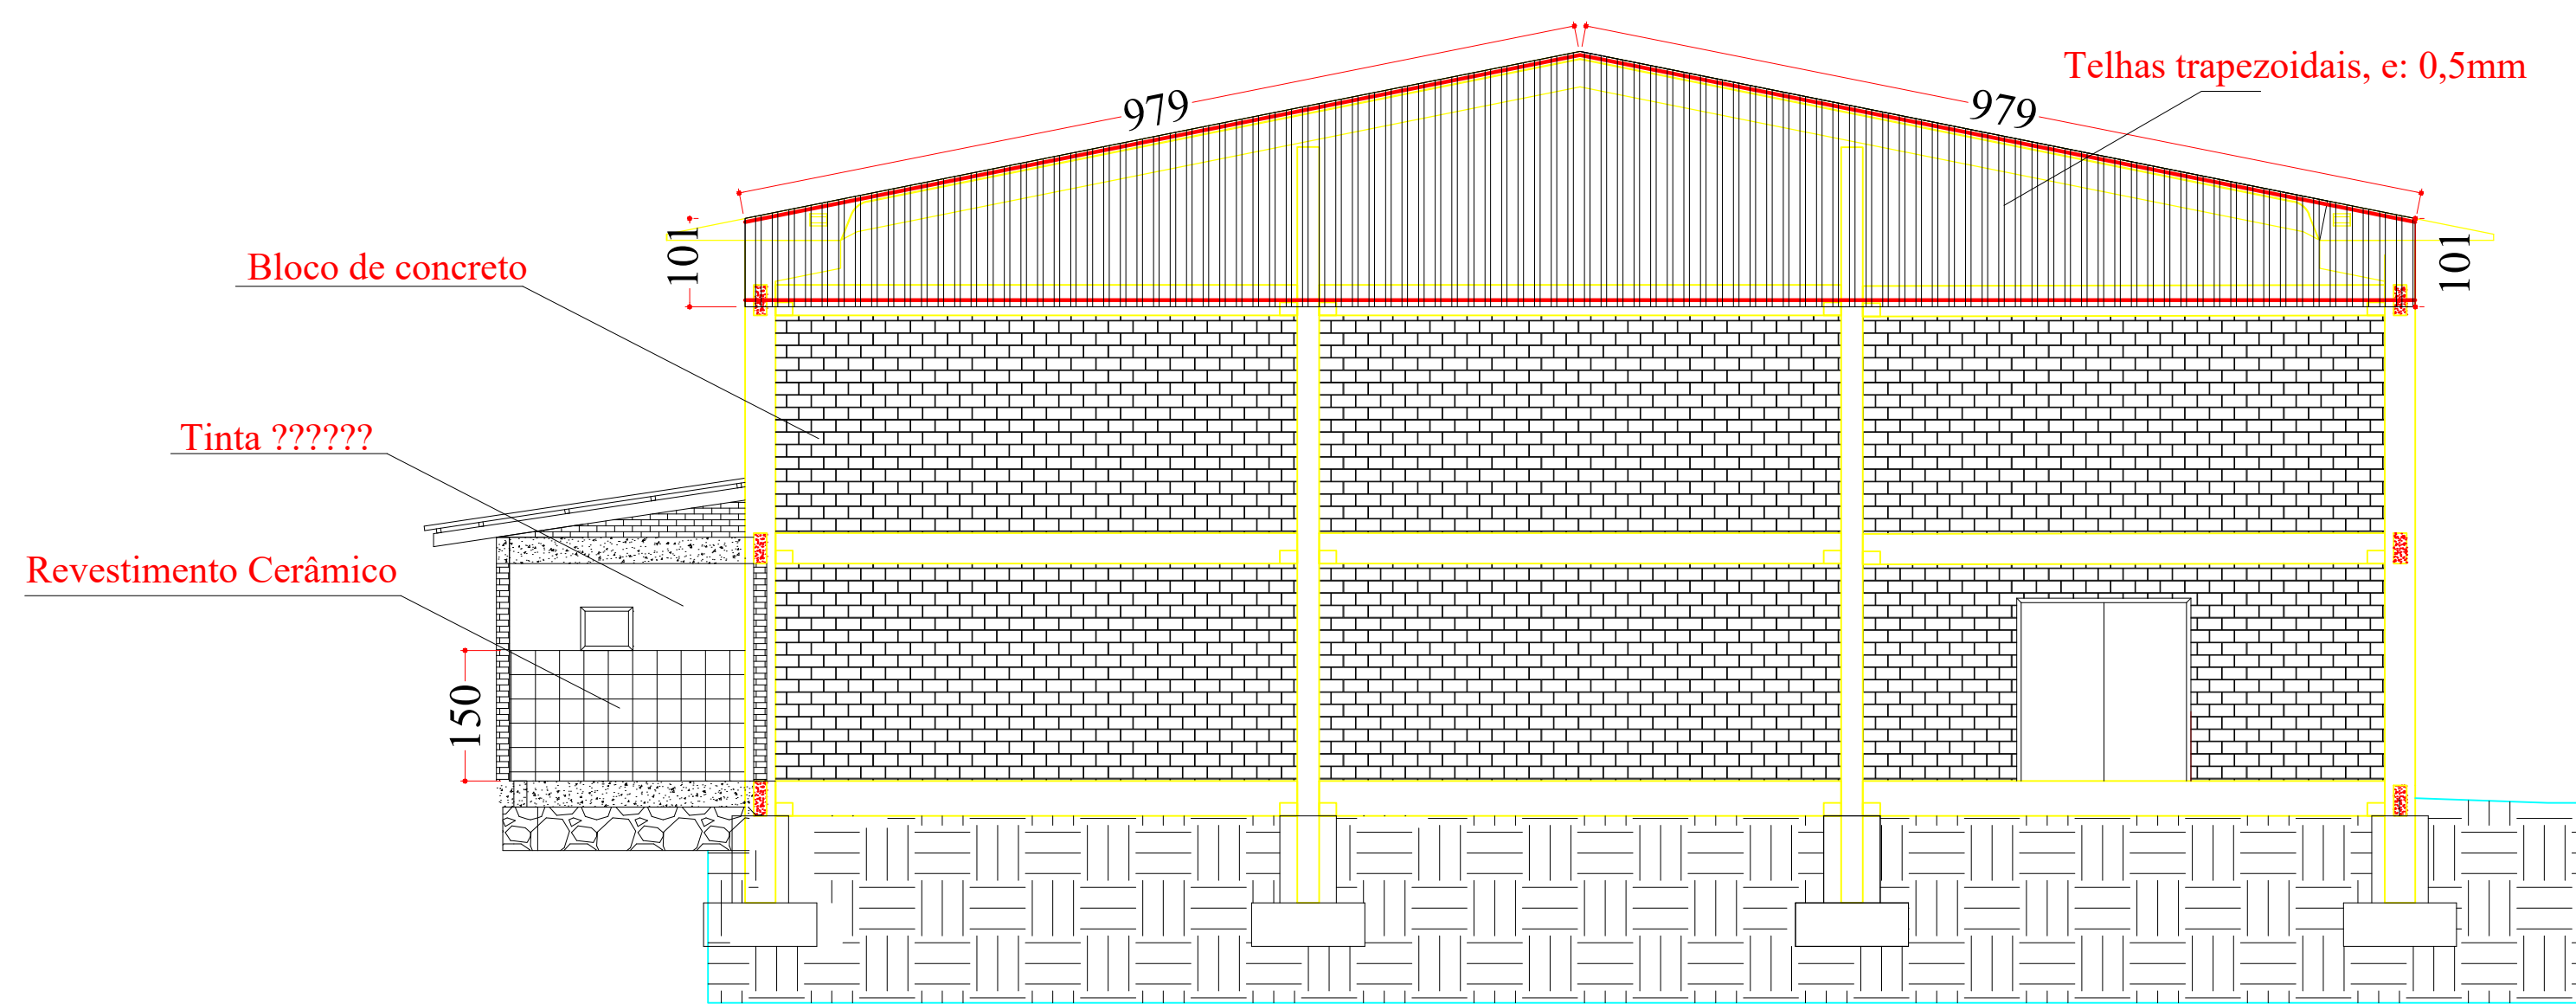 979
979
Telhas trapezoidais, e: 0,5mm
101
101
Bloco de concreto
Tinta ??????
Revestimento Cerâmico
150